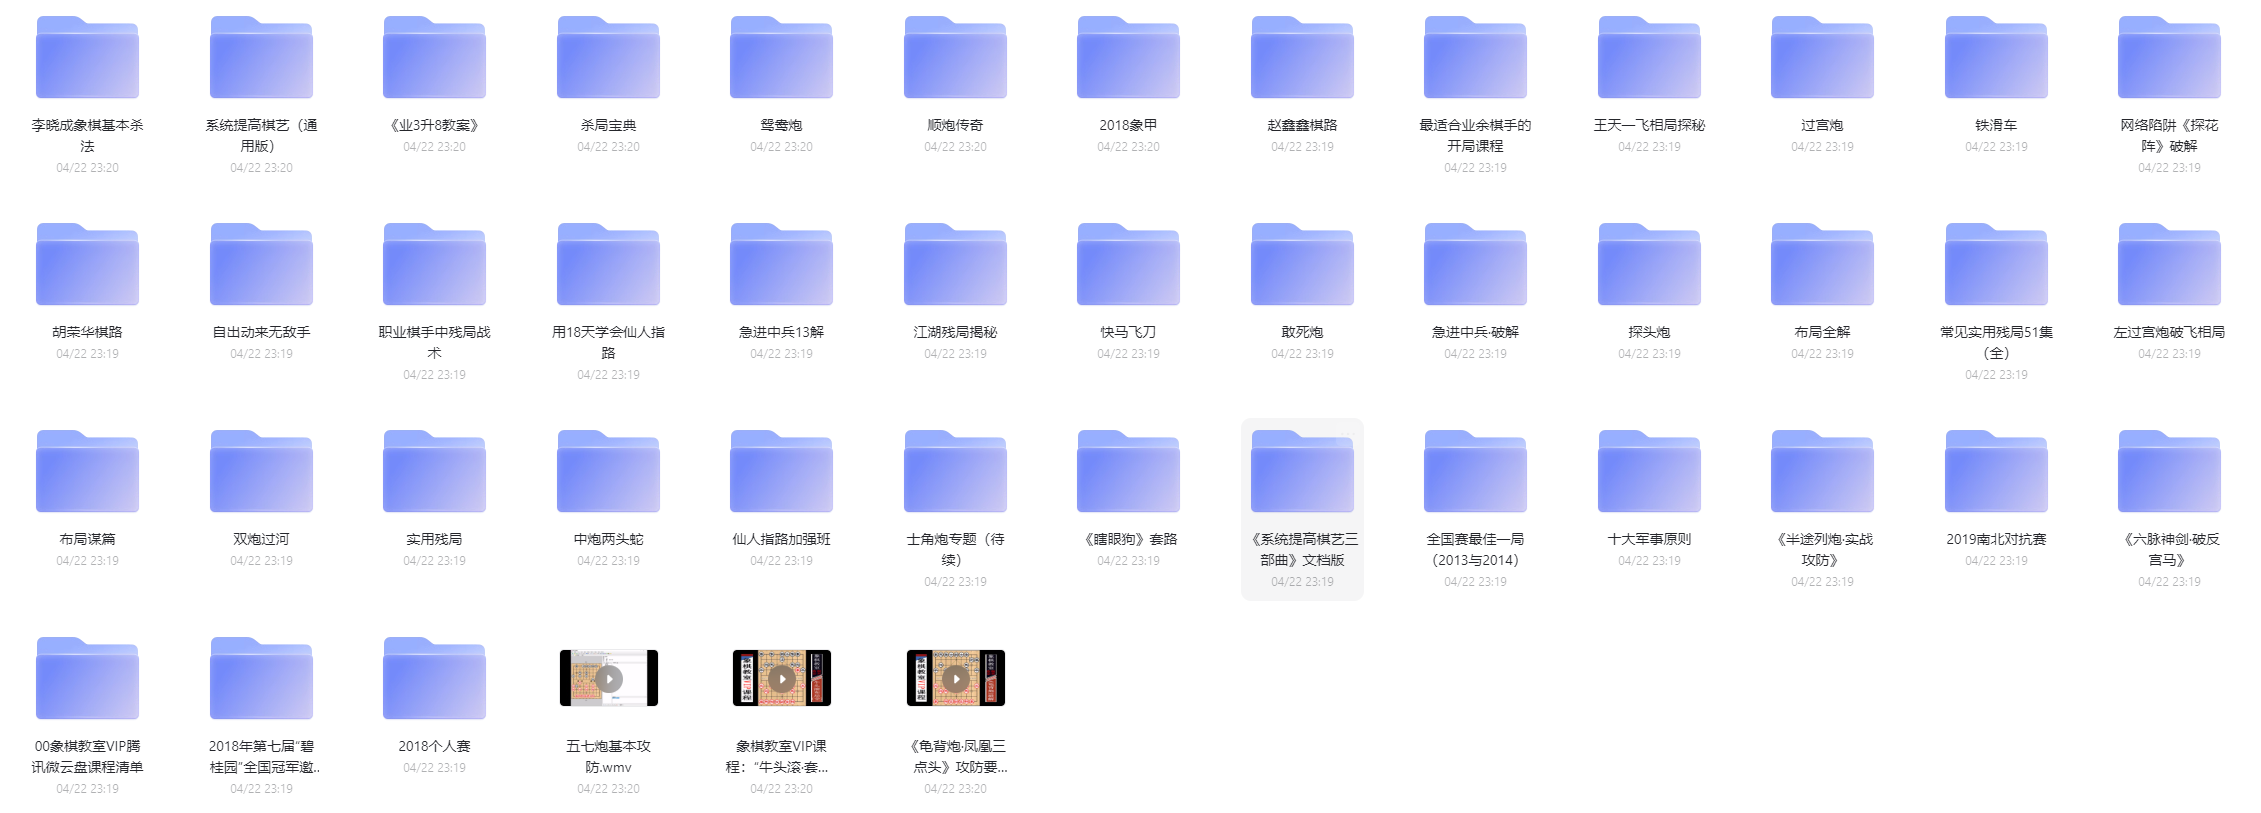 李晓成象棋基本杀
法
04/22 23:20
系统提高棋艺（通
用版）
04/22 23:20
《业3升8教案》
04/22 23:20
杀局宝典
04/22 23:20
鸳鸯炮
04/22 23:20
顺炮传奇
04/22 23:20
2018象甲
04/22 23:20
赵鑫鑫棋路
04/22 23:19
最适合业余棋手的
开局课程
04/22 23:19
王天一飞相局探秘
04/22 23:19
过宫炮
04/22 23:19
铁滑车
04/22 23:19
网络陷阱《探花
阵》破解
04/22 23:19
胡荣华棋路
04/22 23:19
自出动来无敌手
04/22 23:19
职业棋手中残局战
术
04/22 23:19
用18天学会仙人指
路
04/22 23:19
急进中兵13解
04/22 23:19
江湖残局揭秘
04/22 23:19
快马飞刀
04/22 23:19
敢死炮
04/22 23:19
急进中兵·破解
04/22 23:19
探头炮
04/22 23:19
布局全解
04/22 23:19
常见实用残局51集
（全）
04/22 23:19
左过宫炮破飞相局
04/22 23:19
布局谋篇
04/22 23:19
双炮过河
04/22 23:19
实用残局
04/22 23:19
中炮两头蛇
04/22 23:19
仙人指路加强班
04/22 23:19
士角炮专题（待
续）
04/22 23:19
《瞎眼狗》套路
04/22 23:19
《系统提高棋艺三
部曲》文档版
04/22 23:19
全国赛最佳一局
（2013与2014）
04/22 23:19
十大军事原则
04/22 23:19
《半途列炮·实战
攻防》
04/22 23:19
2019南北对抗赛
04/22 23:19
《六脉神剑·破反
宫马》
04/22 23:19
00象棋教室VIP腾
讯微云盘课程清单
04/22 23:19
2018年第七届“碧
桂园”全国冠军邀..
04/22 23:19
2018个人赛
04/22 23:19
五七炮基本攻
防.wmv
04/22 23:20
象棋教室VIP课程
象棋教室VIP课
程：“牛头滚·套...
04/22 23:20
象棋教室VIP课程
《龟背炮·凤凰三
点头》攻防要...
04/22 23:20